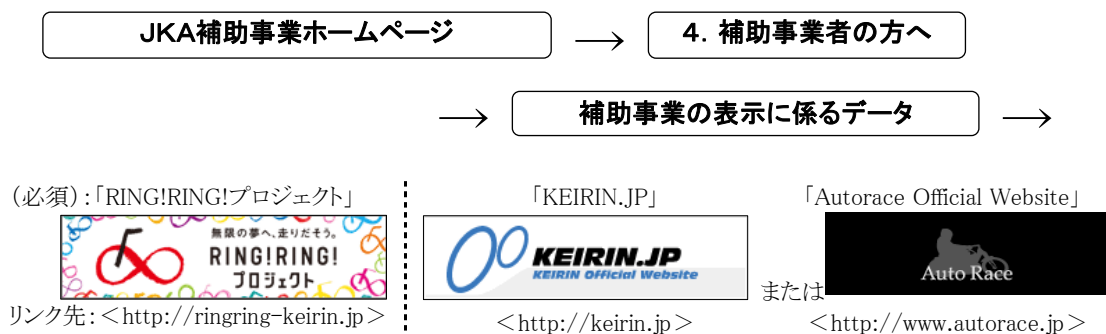 JKA補助事業ホームページ → 4．補助事業者の方へ
→ 補助事業の表示に係るデータ →
（必須）：「RING!RING!プロジェクト」
無限の夢へ、走りだそう。
RING!RING!
プロジェクト
リンク先：＜http://ringring-keirin.jp＞
「KEIRIN.JP」
KEIRIN.JP
KEIRIN Official Website
＜http://keirin.jp＞
または
「Autorace Official Website」
Auto Race
＜http://www.autorace.jp＞